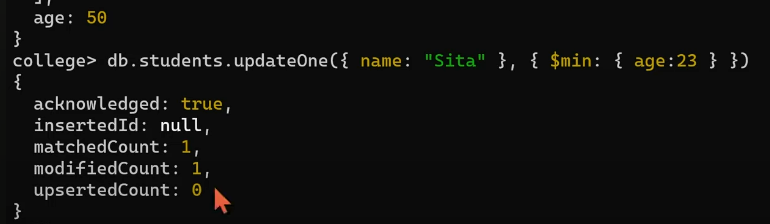 ],
age: 50
}
college> db.students.updateOne({ name: "Sita" }, { $min: { age:23 } })
{
acknowledged: true,
insertedId: null,
matchedCount: 1,
modifiedCount: 1,
upsertedCount: 0
}